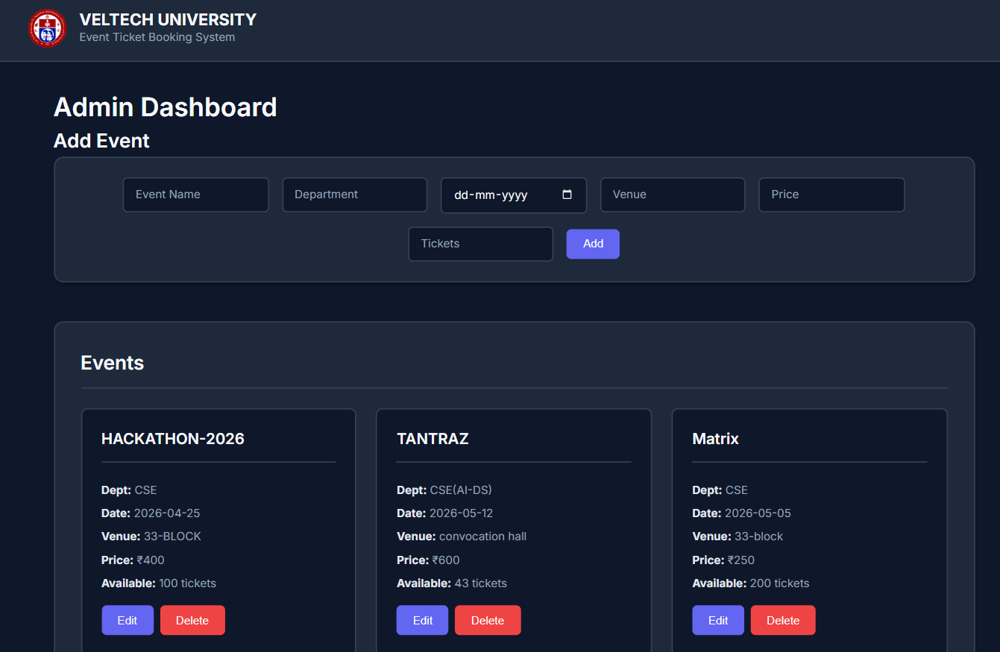 VELTECH UNIVERSITY
Event Ticket Booking System
Admin Dashboard
Add Event
Event Name
Department
dd-mm-yyyy
Venue
Price
Tickets
Add
Events
HACKATHON-2026
Dept: CSE
Date: 2026-04-25
Venue: 33-BLOCK
Price: ₹400
Available: 100 tickets
Edit
Delete
TANTRAZ
Dept: CSE(AI-DS)
Date: 2026-05-12
Venue: convocation hall
Price: ₹600
Available: 43 tickets
Edit
Delete
Matrix
Dept: CSE
Date: 2026-05-05
Venue: 33-block
Price: ₹250
Available: 200 tickets
Edit
Delete